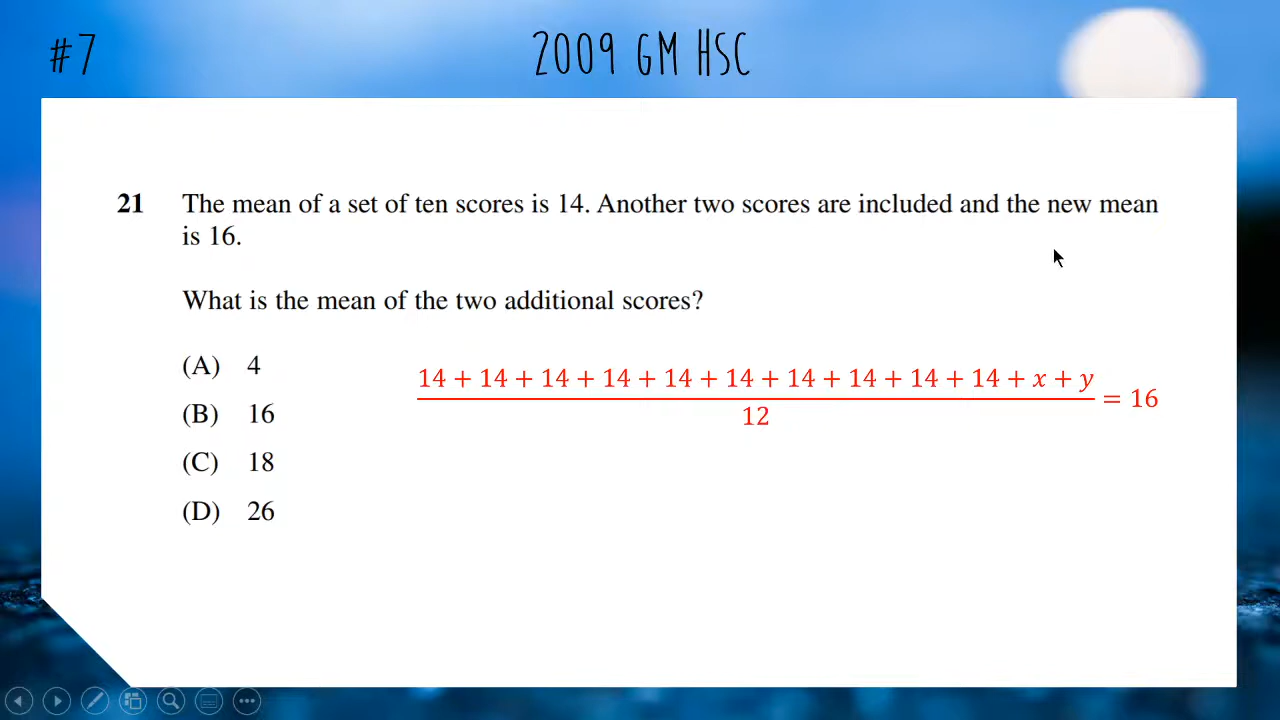 #7
2009 GM HSC
21 The mean of a set of ten scores is 14. Another two scores are included and the new mean
is 16.
What is the mean of the two additional scores?
(A) 4
(B) 16
(C) 18
(D) 26
14 + 14 + 14 + 14 + 14 + 14 + 14 + 14 + 14 + 14 + x + y
12
= 16